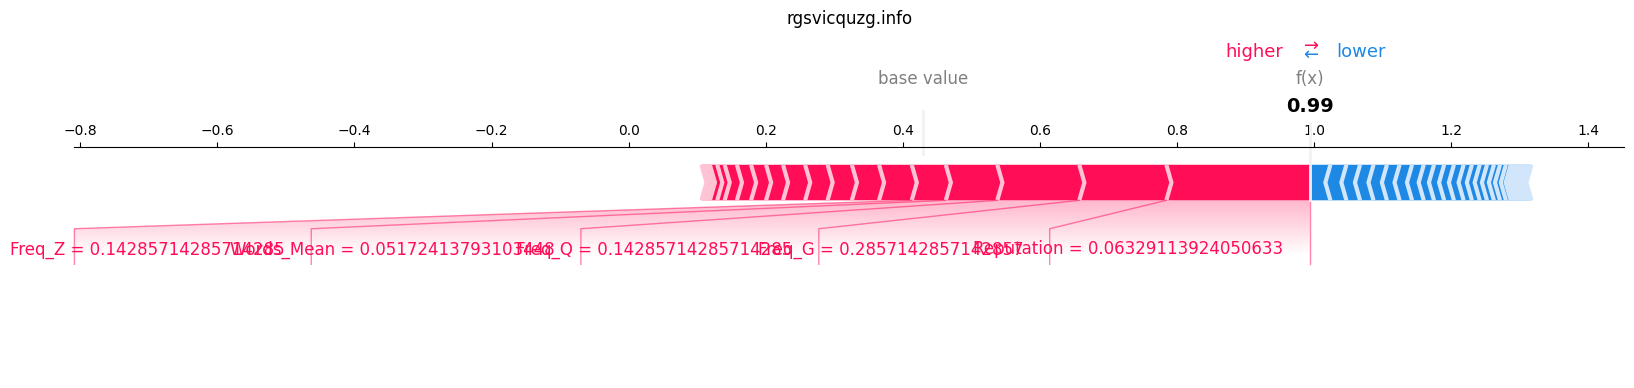 rgsvicquzg.info
higher ⇄ lower
base value f(x)
0.99
−0.8 −0.6 −0.4 −0.2 0.0 0.2 0.4 0.6 0.8 1.0 1.2 1.4
Freq_Z = 0.14285714285714285 Words_Mean = 0.05172413793103448 Freq_Q = 0.14285714285714285 Freq_G = 0.2857142857142857 Reputation = 0.06329113924050633